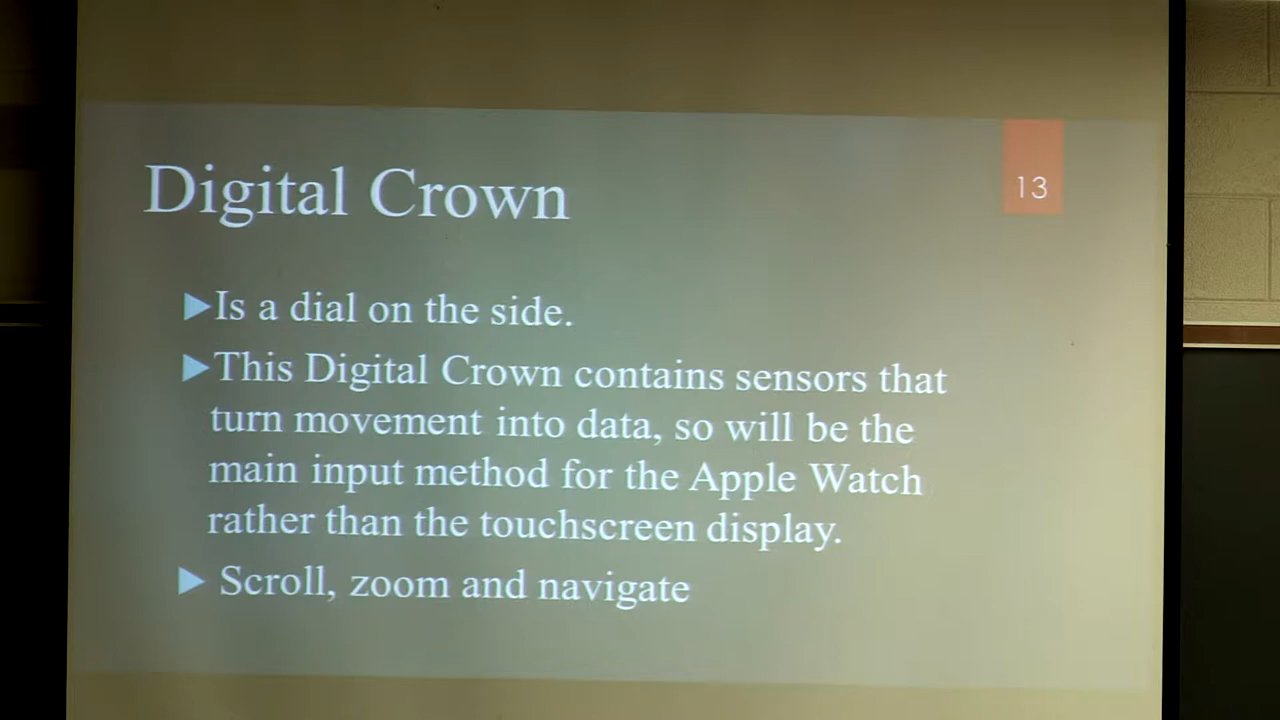 Digital Crown
13
▶Is a dial on the side.
▶This Digital Crown contains sensors that
turn movement into data, so will be the
main input method for the Apple Watch
rather than the touchscreen display.
▶ Scroll, zoom and navigate